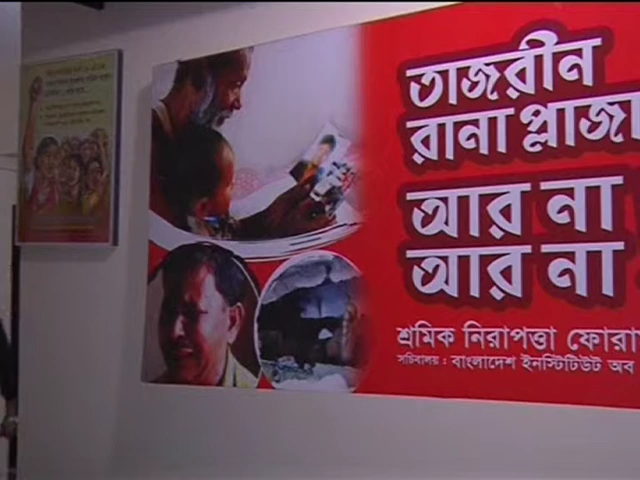 তাজরীন
রানা প্লাজা
আর না
আর না
শ্রমিক নিরাপত্তা
সচিবালয় : বাংলাদেশ ইনস্টিটিউট অব